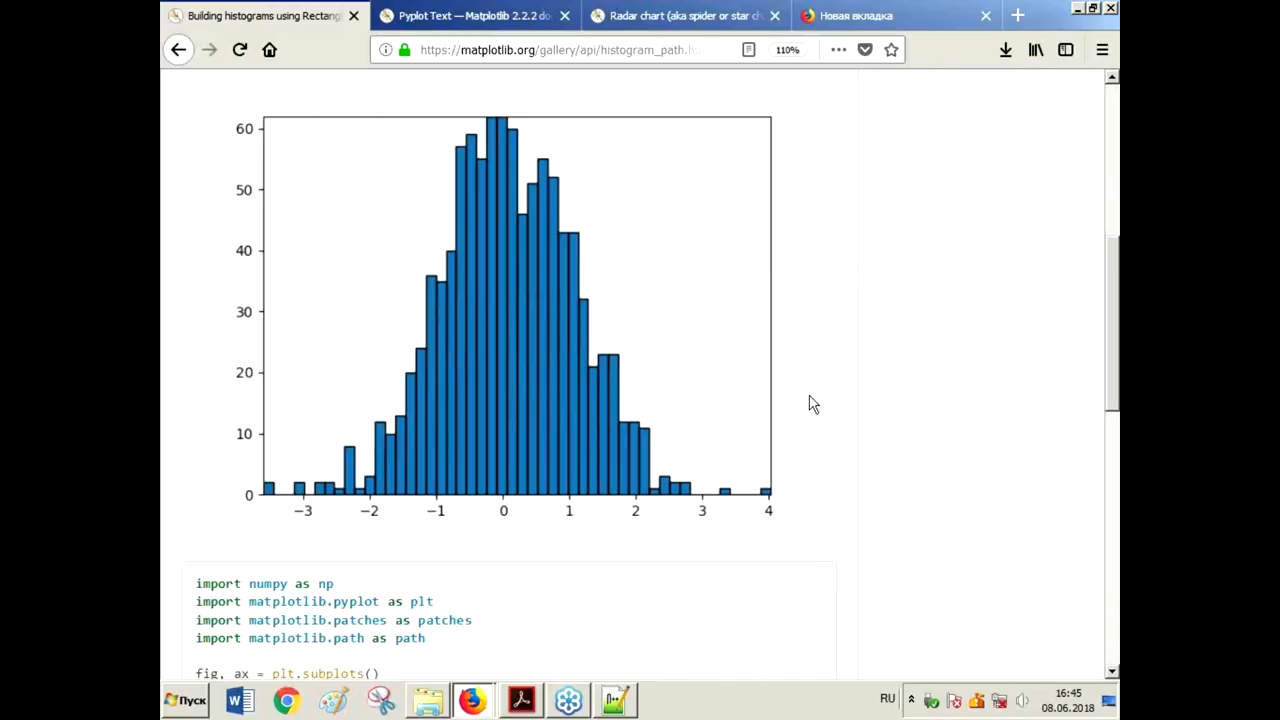 Building histograms using Rectang
Pyplot Text — Matplotlib 2.2.2 do
Radar chart (aka spider or star ch
Новая вкладка
https://matplotlib.org/gallery/api/histogram_path.h
110%
60
50
40
30
20
10
0
−3 −2 −1 0 1 2 3 4
import numpy as np
import matplotlib.pyplot as plt
import matplotlib.patches as patches
import matplotlib.path as path
fig, ax = plt.subplots()
Пуск
RU
16:45
08.06.2018